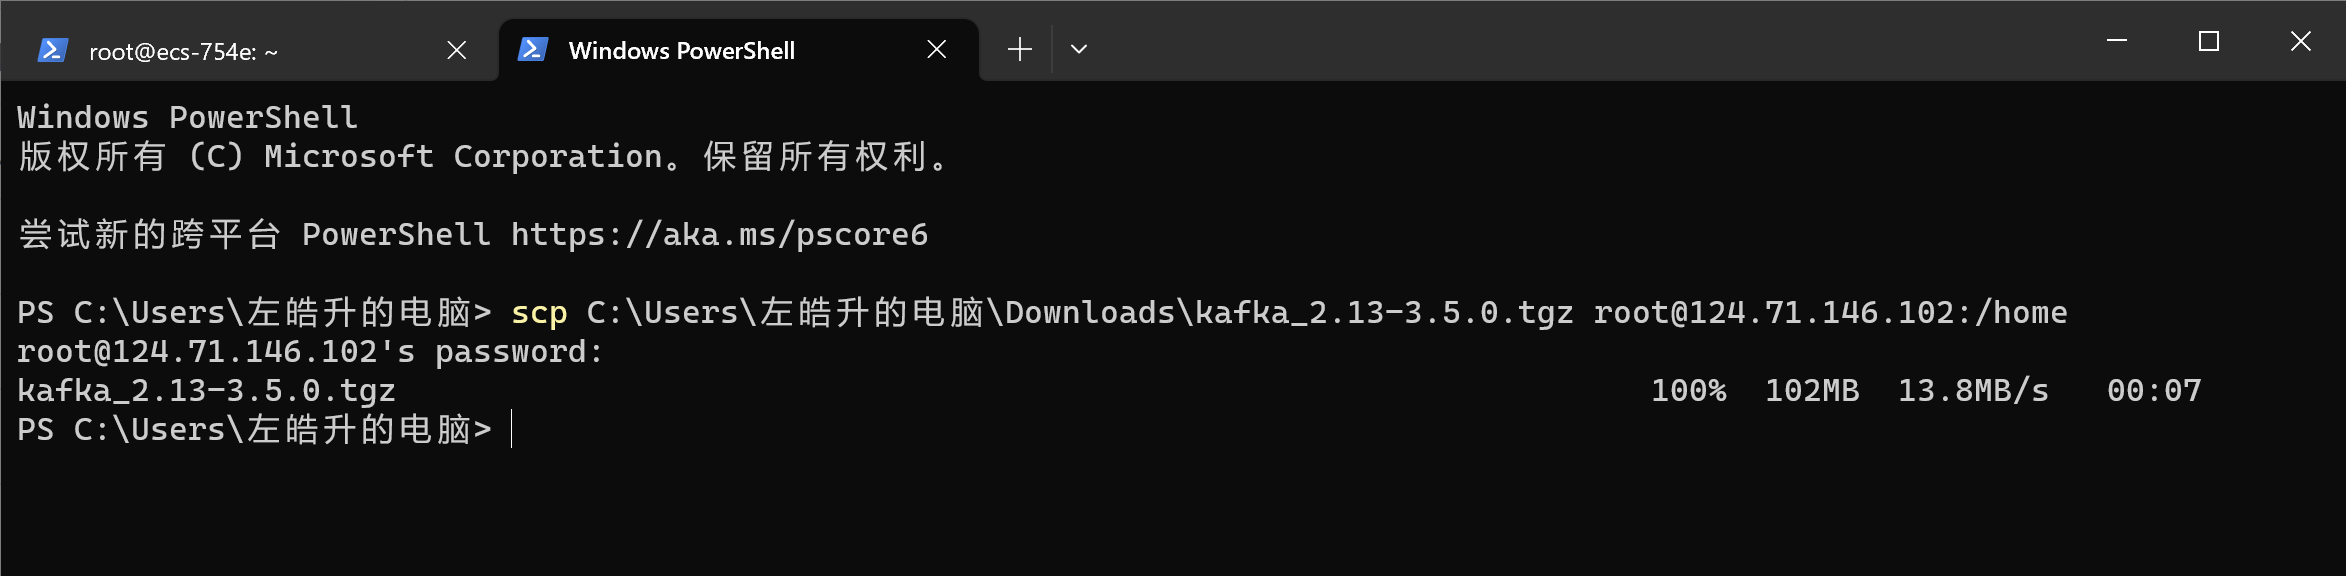 root@ecs-754e: ~
Windows PowerShell
Windows PowerShell
版权所有 (C) Microsoft Corporation。保留所有权利。
尝试新的跨平台 PowerShell https://aka.ms/pscore6
PS C:\Users\左皓升的电脑> scp C:\Users\左皓升的电脑\Downloads\kafka_2.13-3.5.0.tgz root@124.71.146.102:/home
root@124.71.146.102's password:
kafka_2.13-3.5.0.tgz 100% 102MB 13.8MB/s 00:07
PS C:\Users\左皓升的电脑>